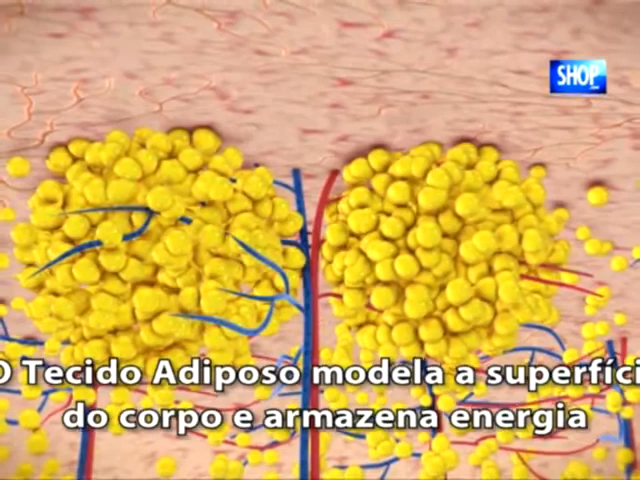 SHOP
O Tecido Adiposo modela a superfíci
do corpo e armazena energia